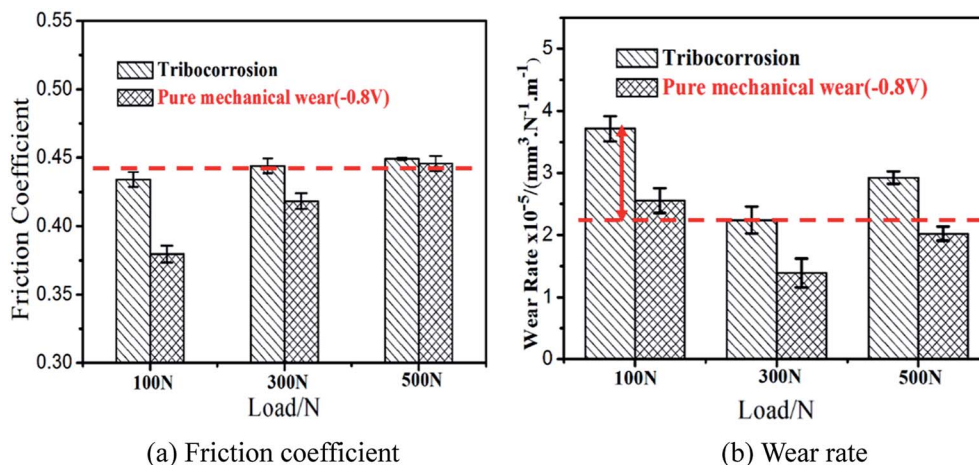 0.55
0.50
0.45
0.40
0.35
0.30
Friction Coefficient
Tribocorrosion
Pure mechanical wear(-0.8V)
100N
300N
500N
Load/N
(a) Friction coefficient
5
4
3
2
1
0
Wear Rate x10⁻⁵/(mm³.N⁻¹.m⁻¹)
Tribocorrosion
Pure mechanical wear(-0.8V)
100N
300N
500N
Load/N
(b) Wear rate